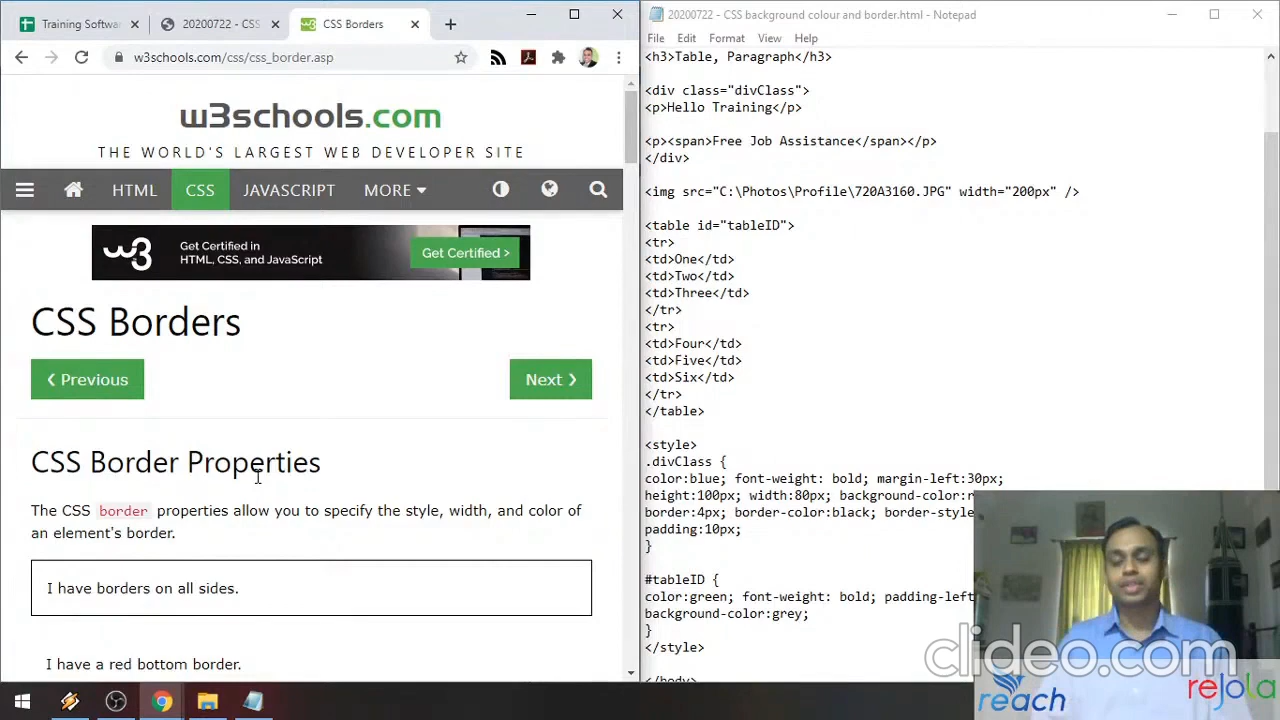 Training Softwa
20200722 - CSS
CSS Borders
w3schools.com/css/css_border.asp
w3schools.com
THE WORLD'S LARGEST WEB DEVELOPER SITE
HTML
CSS
JAVASCRIPT
MORE
w3
Get Certified in
HTML, CSS, and JavaScript
Get Certified >
CSS Borders
❮ Previous
Next ❯
CSS Border Properties
The CSS border properties allow you to specify the style, width, and color of
an element's border.
I have borders on all sides.
I have a red bottom border.
20200722 - CSS background colour and border.html - Notepad
File Edit Format View Help
<h3>Table, Paragraph</h3>
<div class="divClass">
<p>Hello Training</p>
<p><span>Free Job Assistance</span></p>
</div>
<img src="C:\Photos\Profile\720A3160.JPG" width="200px" />
<table id="tableID">
<tr>
<td>One</td>
<td>Two</td>
<td>Three</td>
</tr>
<tr>
<td>Four</td>
<td>Five</td>
<td>Six</td>
</tr>
</table>
<style>
.divClass {
color:blue; font-weight: bold; margin-left:30px;
height:100px; width:80px; background-color:r
border:4px; border-color:black; border-style
padding:10px;
}
#tableID {
color:green; font-weight: bold; padding-left
background-color:grey;
}
</style>
</body>
clideo.com
reach
rejola